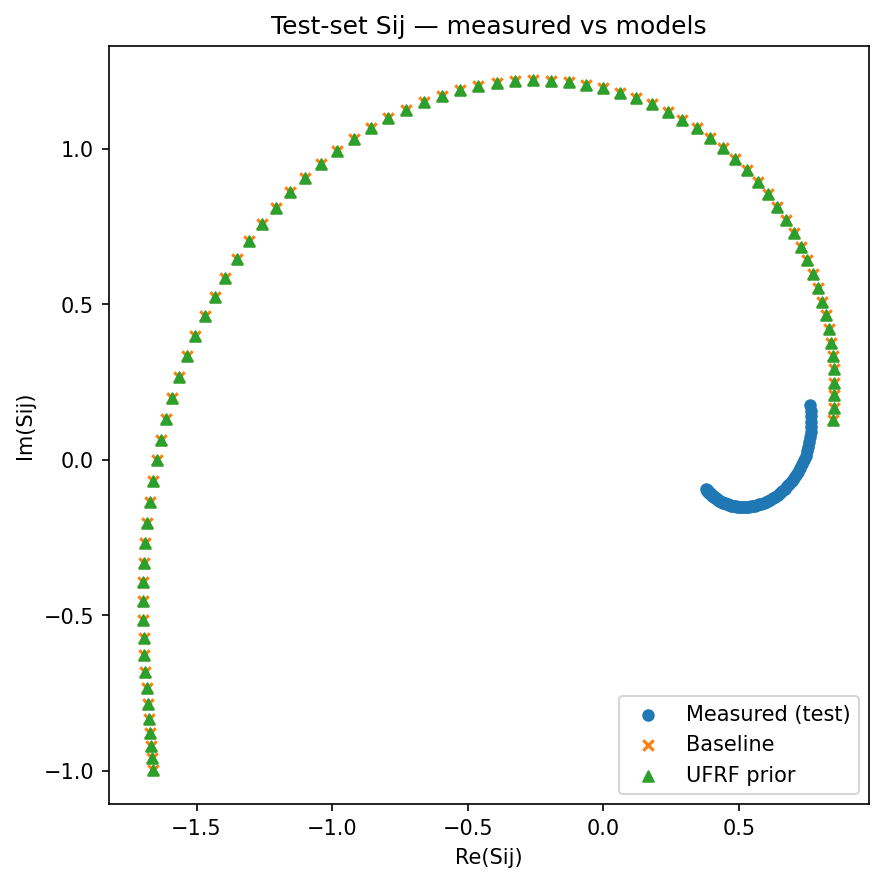 Test-set Sij — measured vs models
1.0
0.5
0.0
−0.5
−1.0
Im(Sij)
−1.5
−1.0
−0.5
0.0
0.5
Re(Sij)
Measured (test)
Baseline
UFRF prior